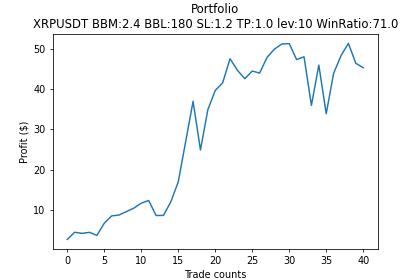 Portfolio
XRPUSDT BBM:2.4 BBL:180 SL:1.2 TP:1.0 lev:10 WinRatio:71.0
Profit ($)
50
40
30
20
10
0 5 10 15 20 25 30 35 40
Trade counts